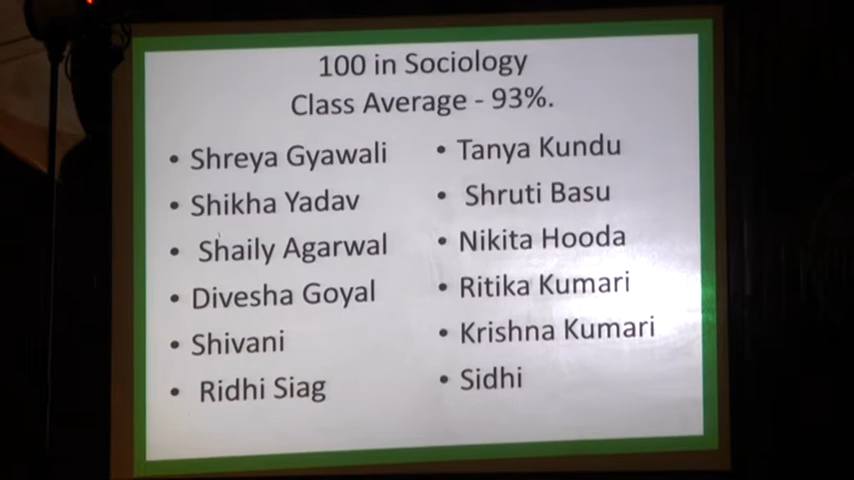 100 in Sociology
Class Average - 93%.
• Shreya Gyawali
• Shikha Yadav
• Shaily Agarwal
• Divesha Goyal
• Shivani
• Ridhi Siag
• Tanya Kundu
• Shruti Basu
• Nikita Hooda
• Ritika Kumari
• Krishna Kumari
• Sidhi